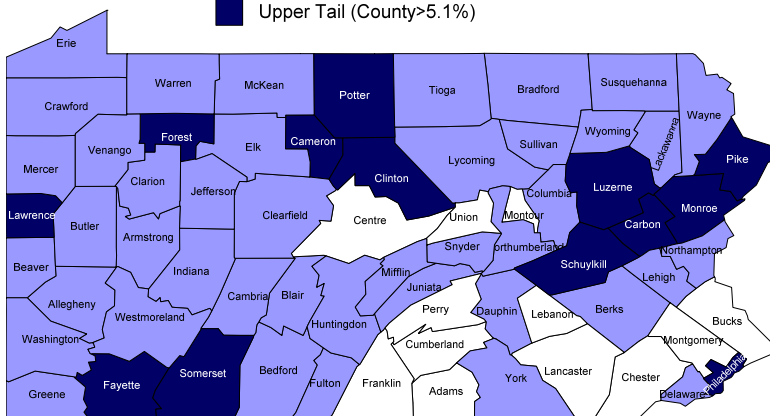 Upper Tail (County>5.1%)
Erie
Warren
McKean
Potter
Tioga
Bradford
Susquehanna
Wayne
Crawford
Forest
Cameron
Elk
Sullivan
Wyoming
Lackawanna
Pike
Mercer
Venango
Clarion
Jefferson
Clinton
Lycoming
Columbia
Luzerne
Monroe
Lawrence
Butler
Armstrong
Clearfield
Centre
Union
Montour
Carbon
Beaver
Indiana
Snyder
orthumberland
Schuylkill
Northampton
Allegheny
Westmoreland
Cambria
Blair
Mifflin
Juniata
Lehigh
Washington
Huntingdon
Perry
Dauphin
Lebanon
Berks
Bucks
Greene
Fayette
Somerset
Bedford
Fulton
Franklin
Cumberland
Adams
York
Lancaster
Chester
Montgomery
Delaware
Philadelphia